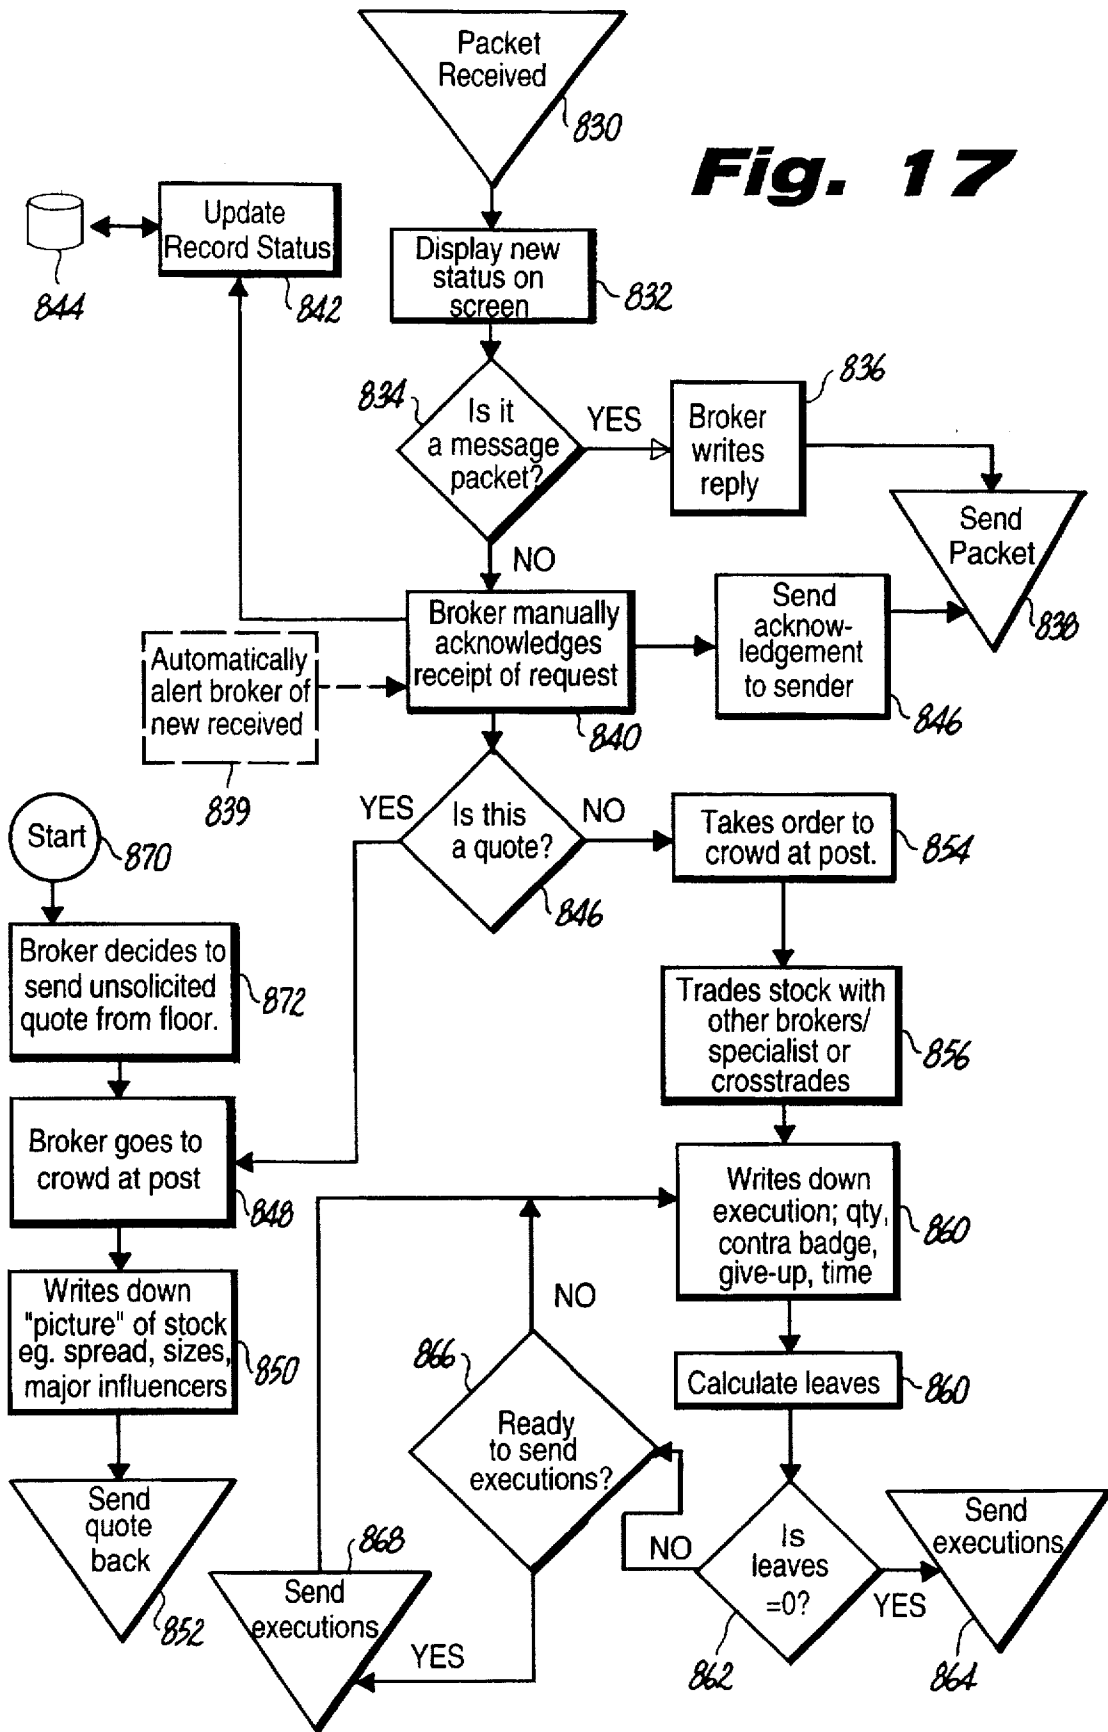 Packet
Received
830
Fig. 17
Update
Record Status
842
844
Display new
status on
screen
832
834
Is it
a message
packet?
YES
836
Broker
writes
reply
Send
Packet
838
NO
Broker manually
acknowledges
receipt of request
840
Send
acknow-
ledgement
to sender
846
Automatically
alert broker of
new received
839
YES
Is this
a quote?
846
NO
Takes order to
crowd at post.
854
Start
870
Broker decides to
send unsolicited
quote from floor.
872
Trades stock with
other brokers/
specialist or
crosstrades
856
Broker goes to
crowd at post
848
Writes down
execution; qty,
contra badge,
give-up, time
860
Writes down
"picture" of stock
eg. spread, sizes,
major influencers
850
NO
866
Ready
to send
executions?
Calculate leaves
860
Send
quote
back
852
868
Send
executions
YES
NO
Is
leaves
=0?
862
YES
Send
executions
864